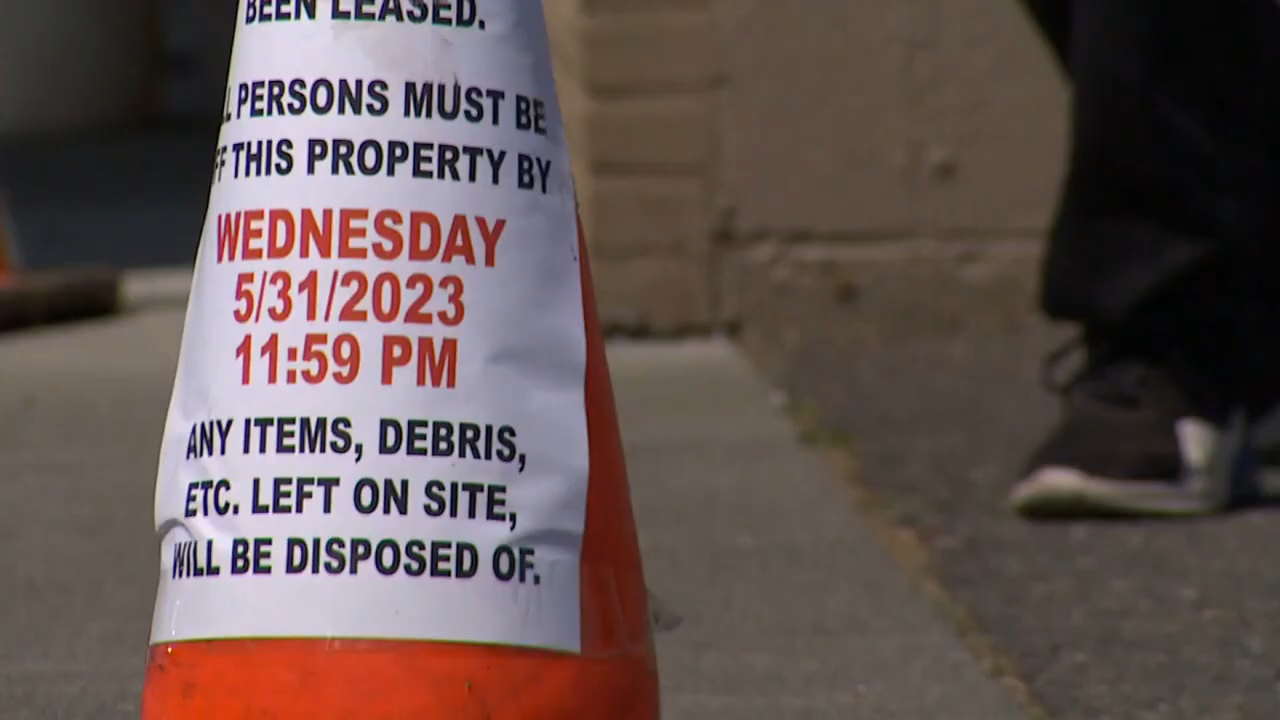 BEEN LEASED.
PERSONS MUST BE
THIS PROPERTY BY
WEDNESDAY
5/31/2023
11:59 PM
ANY ITEMS, DEBRIS,
ETC. LEFT ON SITE,
WILL BE DISPOSED OF.